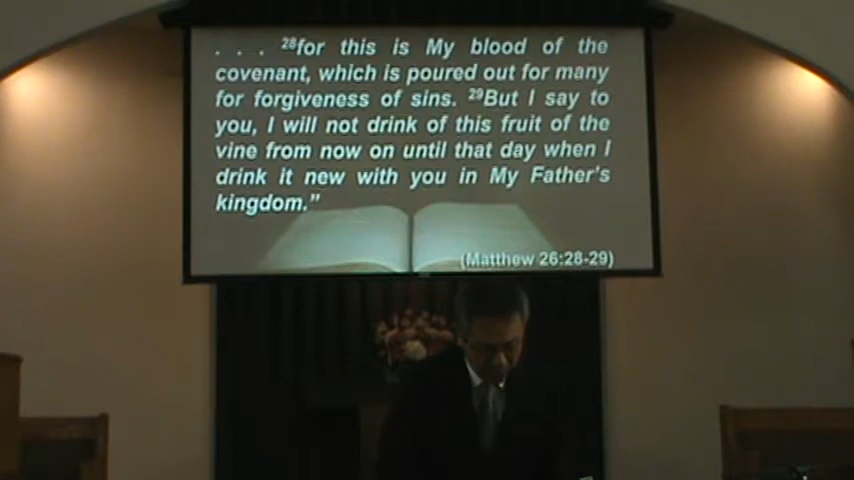 . . . 28for this is My blood of the
covenant, which is poured out for many
for forgiveness of sins. 29But I say to
you, I will not drink of this fruit of the
vine from now on until that day when I
drink it new with you in My Father's
kingdom."
(Matthew 26:28-29)